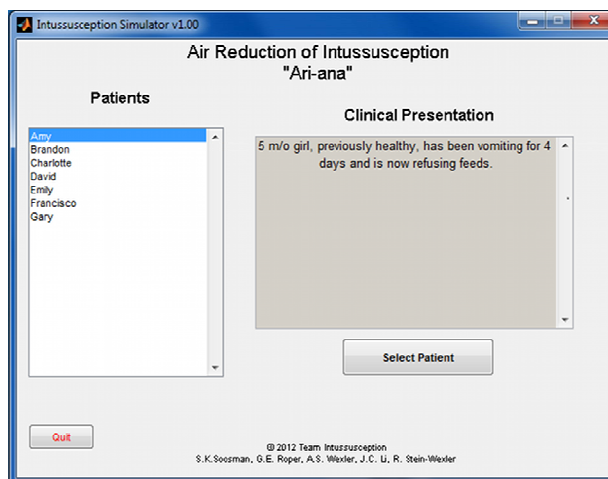 Intussusception Simulator v1.00
Air Reduction of Intussusception
"Ari-ana"
Patients
Amy
Brandon
Charlotte
David
Emily
Francisco
Gary
Clinical Presentation
5 m/o girl, previously healthy, has been vomiting for 4
days and is now refusing feeds.
Select Patient
Quit
© 2012 Team Intussusception
S.K.Soosman, G.E. Roper, A.S. Wexler, J.C. Li, R. Stein-Wexler